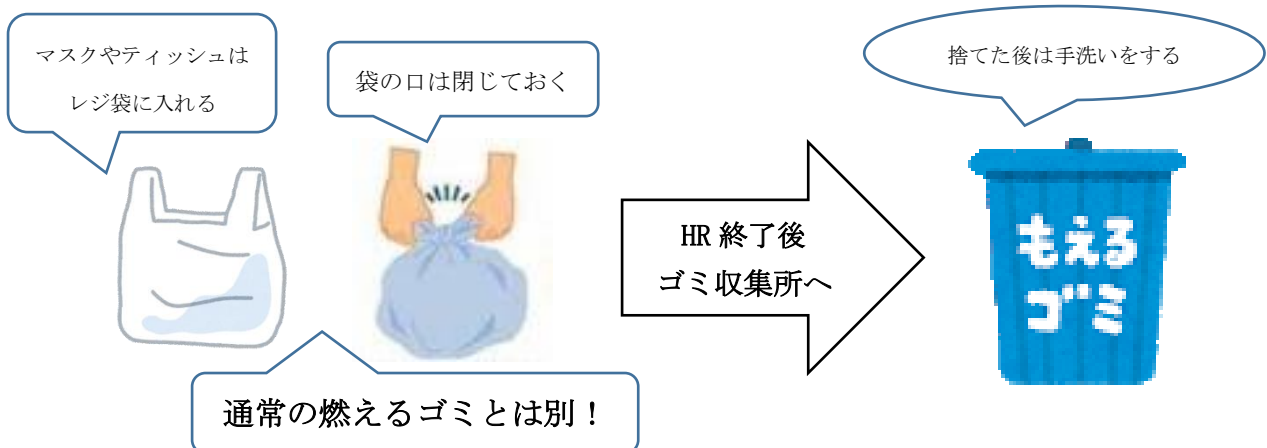 マスクやティッシュは
レジ袋に入れる
袋の口は閉じておく
通常の燃えるゴミとは別！
HR 終了後
ゴミ収集所へ
捨てた後は手洗いをする
もえる
ゴミ